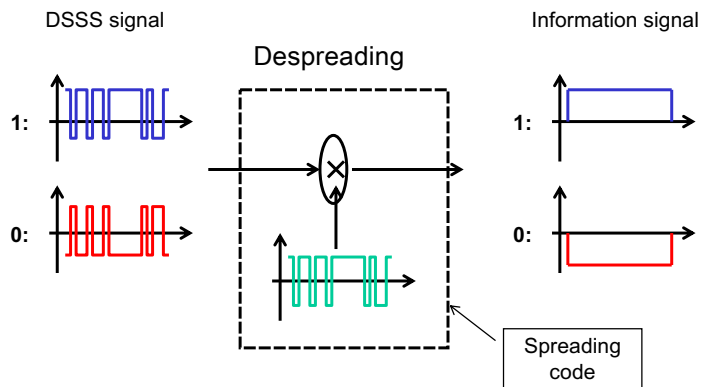 DSSS signal
Information signal
Despreading
1:
1:
0:
0:
Spreading
code